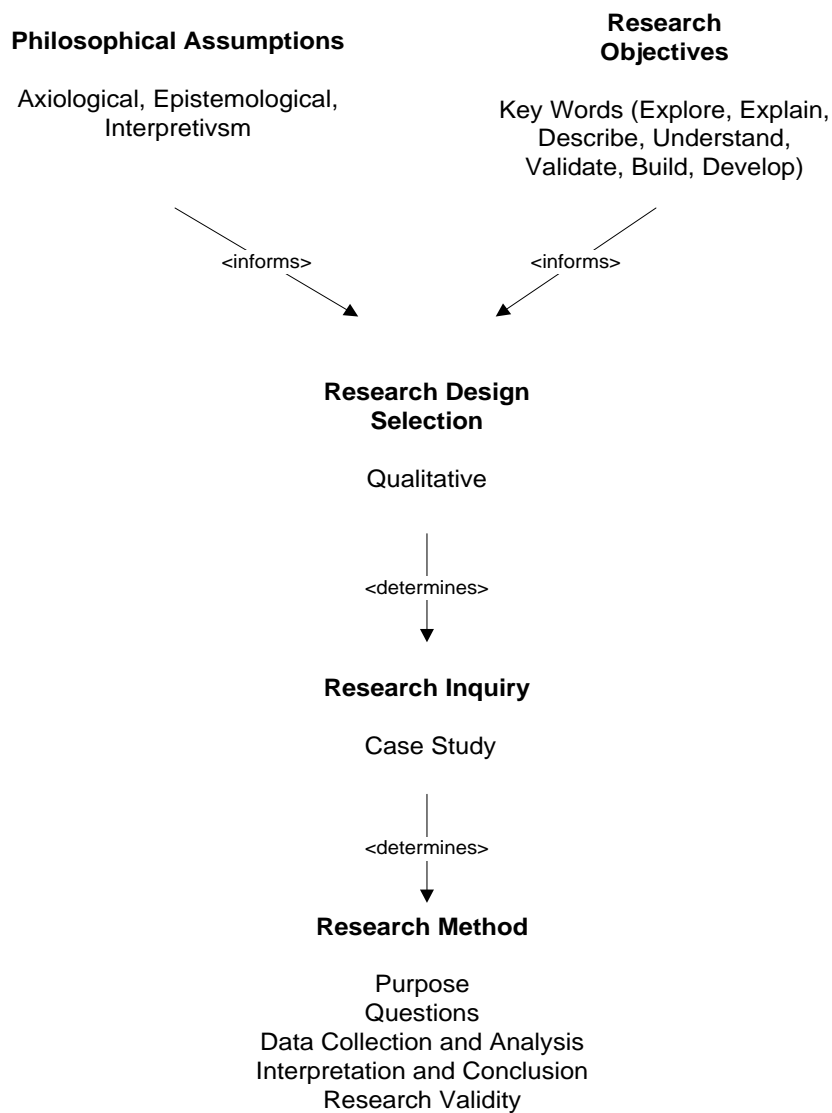 Philosophical Assumptions
Axiological, Epistemological,
Interpretivsm
Research
Objectives
Key Words (Explore, Explain,
Describe, Understand,
Validate, Build, Develop)
<informs>
<informs>
Research Design
Selection
Qualitative
<determines>
Research Inquiry
Case Study
<determines>
Research Method
Purpose
Questions
Data Collection and Analysis
Interpretation and Conclusion
Research Validity